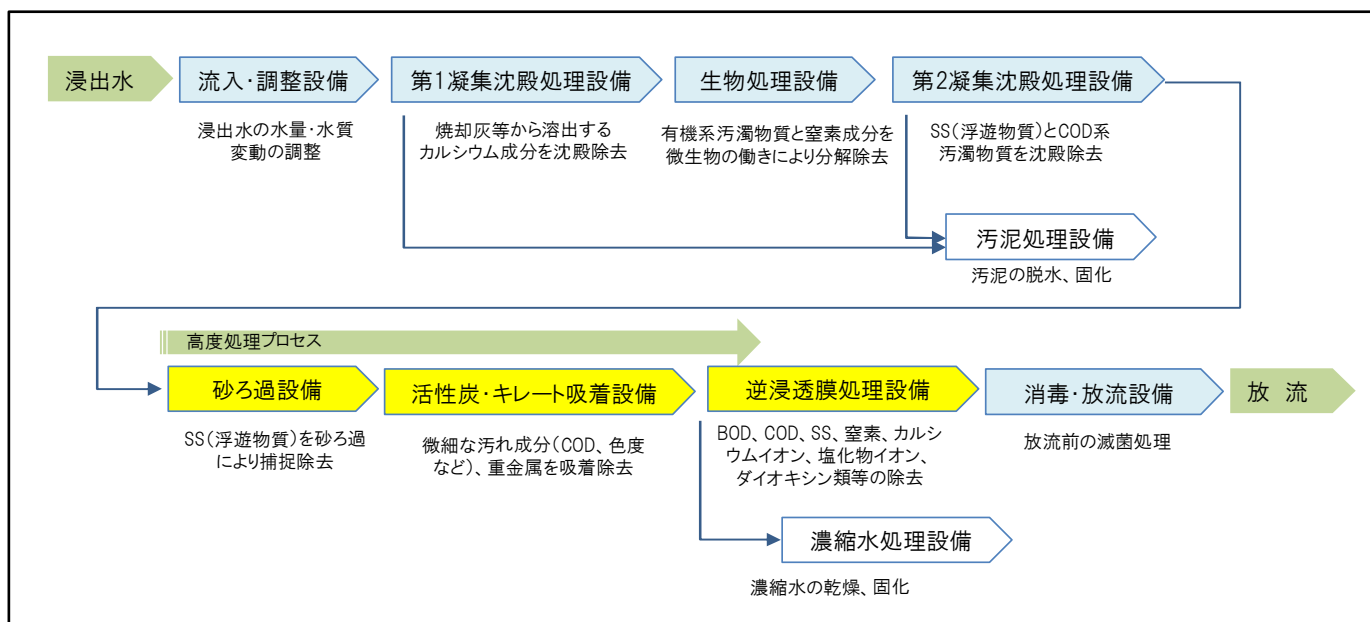 浸出水
流入・調整設備
第1凝集沈殿処理設備
生物処理設備
第2凝集沈殿処理設備
浸出水の水量・水質
変動の調整
焼却灰等から溶出する
カルシウム成分を沈殿除去
有機系汚濁物質と窒素成分を
微生物の働きにより分解除去
SS(浮遊物質)とCOD系
汚濁物質を沈殿除去
汚泥処理設備
汚泥の脱水、固化
高度処理プロセス
砂ろ過設備
活性炭・キレート吸着設備
逆浸透膜処理設備
消毒・放流設備
放 流
SS(浮遊物質)を砂ろ過
により捕捉除去
微細な汚れ成分(COD、色度
など)、重金属を吸着除去
BOD、COD、SS、窒素、カルシ
ウムイオン、塩化物イオン、
ダイオキシン類等の除去
放流前の滅菌処理
濃縮水処理設備
濃縮水の乾燥、固化